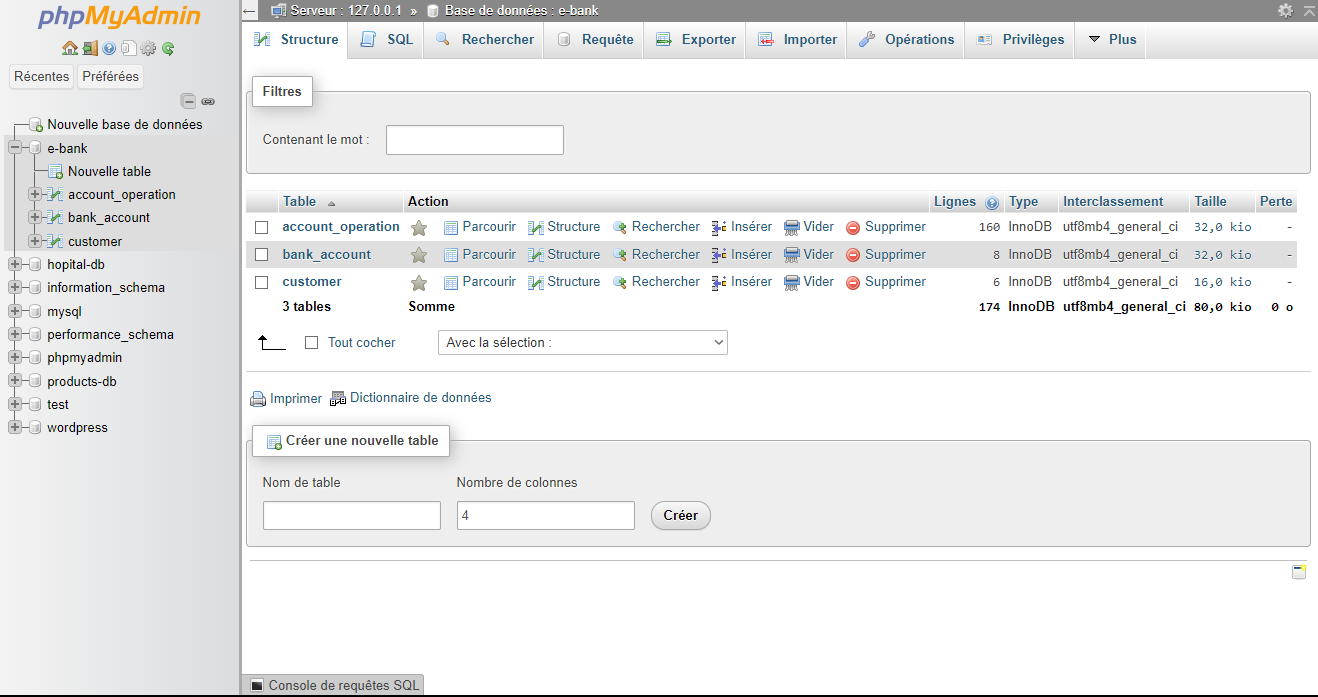 phpMyAdmin
Récentes Préférées
Nouvelle base de données
e-bank
Nouvelle table
account_operation
bank_account
customer
hopital-db
information_schema
mysql
performance_schema
phpmyadmin
products-db
test
wordpress
Serveur : 127.0.0.1 » Base de données : e-bank
Structure SQL Rechercher Requête Exporter Importer Opérations Privilèges Plus
Filtres
Contenant le mot :
Table Action Lignes Type Interclassement Taille Perte
account_operation Parcourir Structure Rechercher Insérer Vider Supprimer 160 InnoDB utf8mb4_general_ci 32,0 kio -
bank_account Parcourir Structure Rechercher Insérer Vider Supprimer 8 InnoDB utf8mb4_general_ci 32,0 kio -
customer Parcourir Structure Rechercher Insérer Vider Supprimer 6 InnoDB utf8mb4_general_ci 16,0 kio -
3 tables Somme 174 InnoDB utf8mb4_general_ci 80,0 kio 0 o
Tout cocher Avec la sélection :
Imprimer Dictionnaire de données
Créer une nouvelle table
Nom de table Nombre de colonnes
4 Créer
Console de requêtes SQL